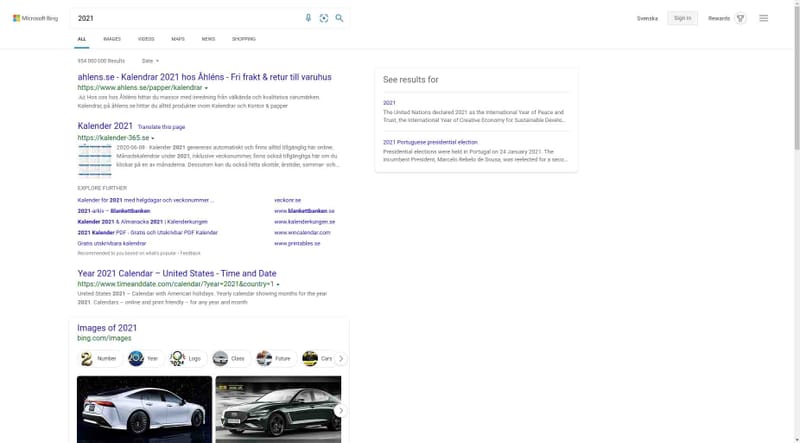 Microsoft Bing
2021
Svenska
Sign in
Rewards
ALL
IMAGES
VIDEOS
MAPS
NEWS
SHOPPING
934 000 000 Results
Date
ahlens.se - Kalendrar 2021 hos Åhléns - Fri frakt & retur till varuhus
https://www.ahlens.se/papper/kalendrar
Ad Hos oss hos Åhléns hittar du massor med inredning från välkända och kvalitativa varumärken.
Kalendrar, på åhlens.se hittar du alltid produkter inom Kalendrar och Kontor & papper
Kalender 2021 Translate this page
https://kalender-365.se
2020-06-08 · Kalender 2021 genereras automatiskt och finns alltid tillgänglig här online.
Månadskalender under 2021, inklusive veckonummer, finns också tillgängliga här om du
klickar på en av månaderna. Dessutom kan du också hitta skottår, årstider, sommar- och...
EXPLORE FURTHER
Kalender för 2021 med helgdagar och veckonummer ...
veckonr.se
2021-arkiv – Blankettbanken
www.blankettbanken.se
Kalender 2021 & Almanacka 2021 | Kalenderkungen
www.kalenderkungen.se
2021 Kalender PDF - Gratis och Utskrivbar PDF Kalender
www.wincalendar.com
Gratis utskrivbara kalendrar
www.printables.se
Recommended to you based on what's popular • Feedback
Year 2021 Calendar – United States - Time and Date
https://www.timeanddate.com/calendar/?year=2021&country=1
United States 2021 – Calendar with American holidays. Yearly calendar showing months for the year
2021. Calendars – online and print friendly – for any year and month
Images of 2021
bing.com/images
Number
Year
Logo
Class
Future
Cars
See results for
2021
The United Nations declared 2021 as the International Year of Peace and
Trust, the International Year of Creative Economy for Sustainable Develo...
2021 Portuguese presidential election
Presidential elections were held in Portugal on 24 January 2021. The
incumbent President, Marcelo Rebelo de Sousa, was reelected for a seco...